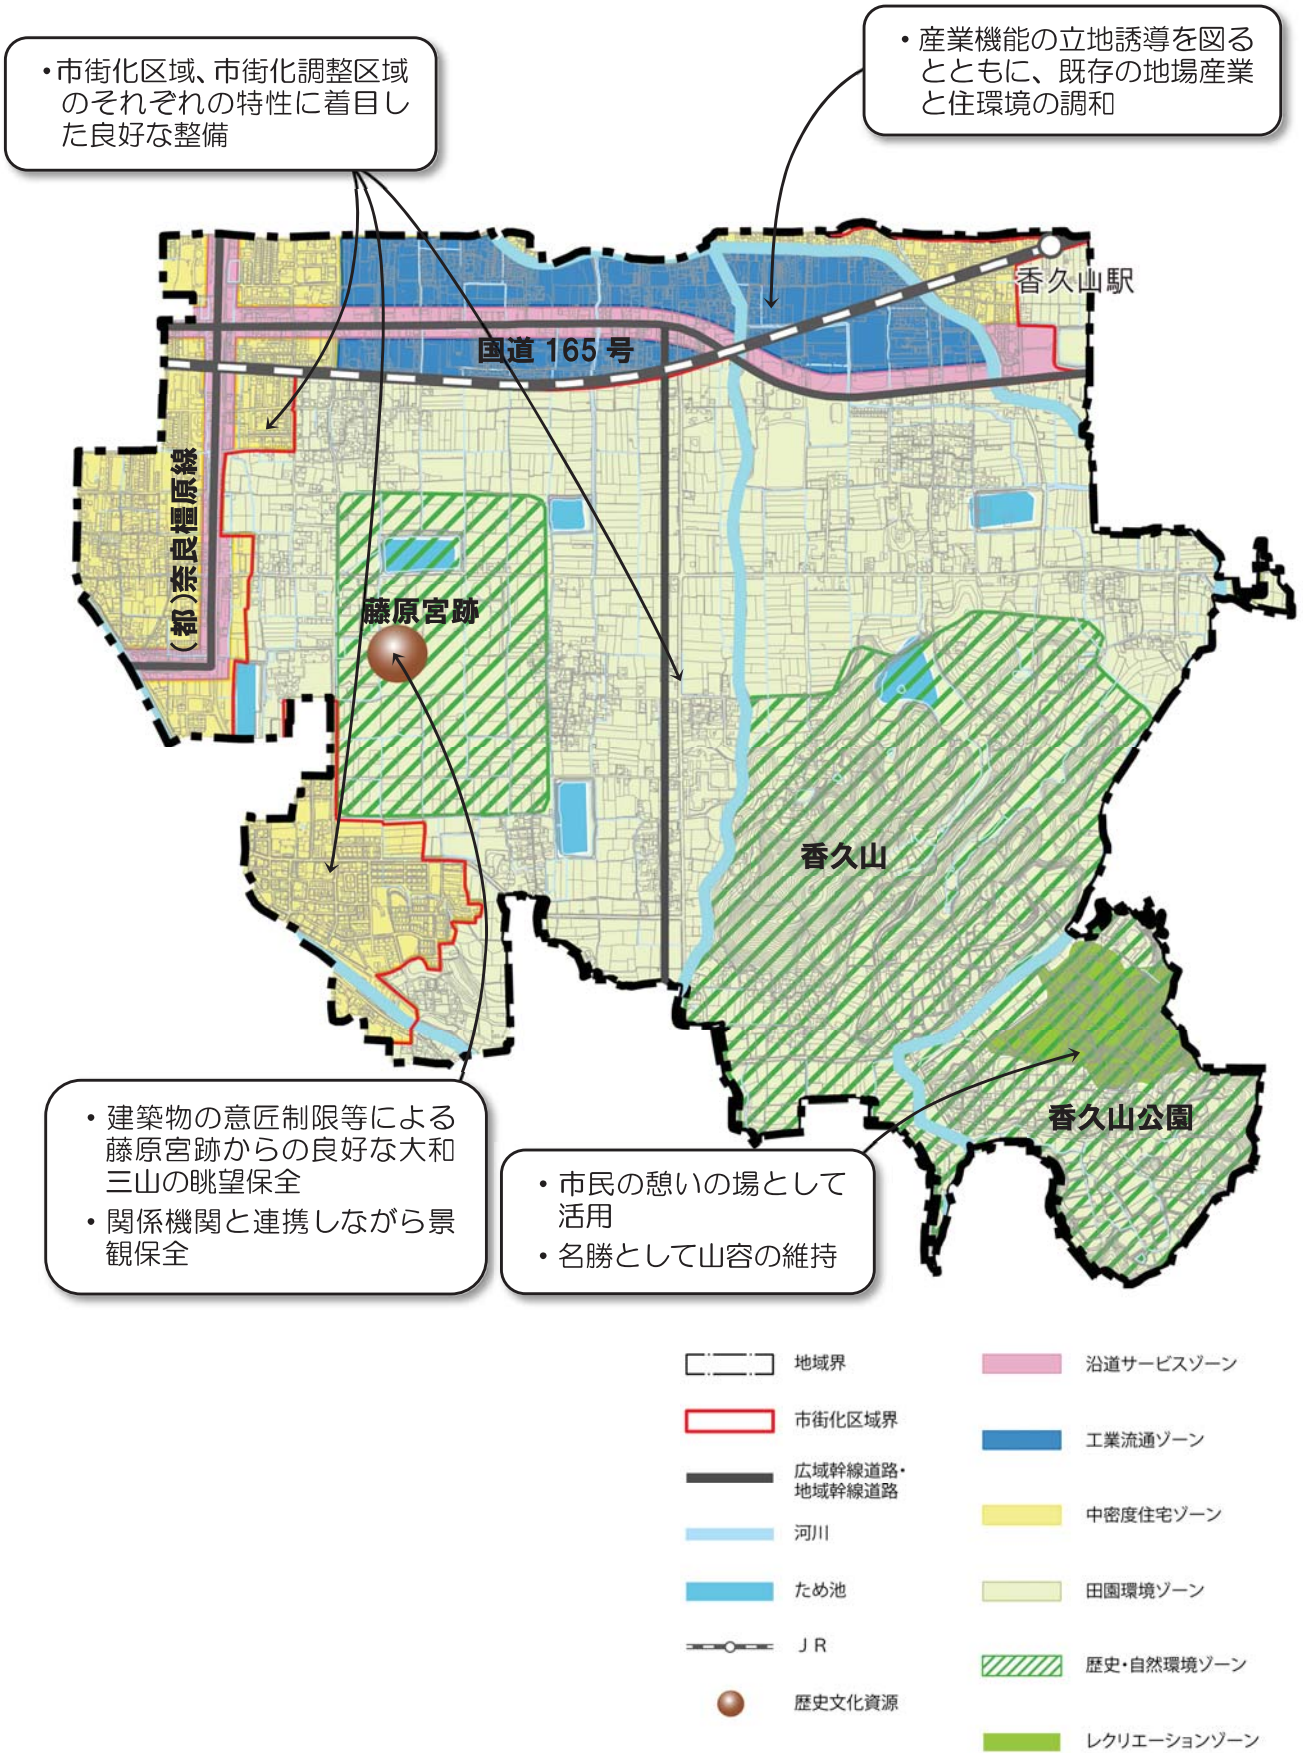 ・市街化区域、市街化調整区域
のそれぞれの特性に着目し
た良好な整備
・産業機能の立地誘導を図る
とともに、既存の地場産業
と住環境の調和
香久山駅
国道 165 号
(都)奈良橿原線
藤原宮跡
香久山
香久山公園
・建築物の意匠制限等による
藤原宮跡からの良好な大和
三山の眺望保全
・関係機関と連携しながら景
観保全
・市民の憩いの場として
活用
・名勝として山容の維持
地域界
市街化区域界
広域幹線道路・
地域幹線道路
河川
ため池
ＪＲ
歴史文化資源
沿道サービスゾーン
工業流通ゾーン
中密度住宅ゾーン
田園環境ゾーン
歴史・自然環境ゾーン
レクリエーションゾーン